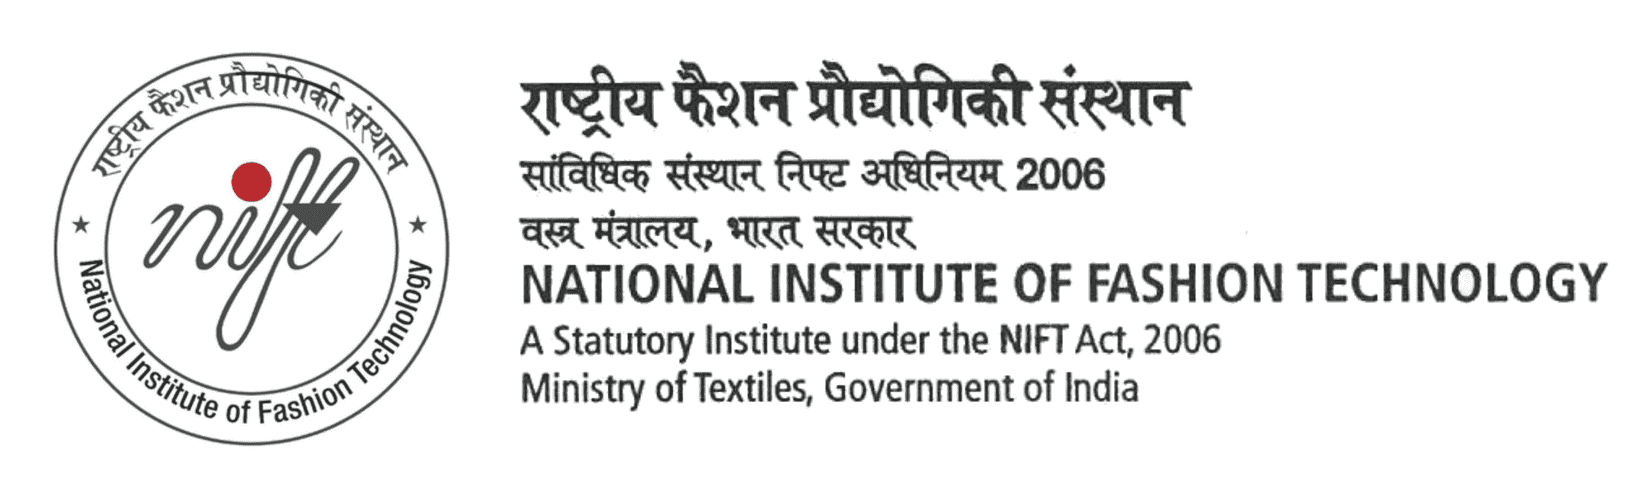 राष्ट्रीय फैशन प्रौद्योगिकी संस्थान
nift
★ National Institute of Fashion Technology ★
राष्ट्रीय फैशन प्रौद्योगिकी संस्थान
सांविधिक संस्थान निफ्ट अधिनियम 2006
वस्त्र मंत्रालय, भारत सरकार
NATIONAL INSTITUTE OF FASHION TECHNOLOGY
A Statutory Institute under the NIFT Act, 2006
Ministry of Textiles, Government of India